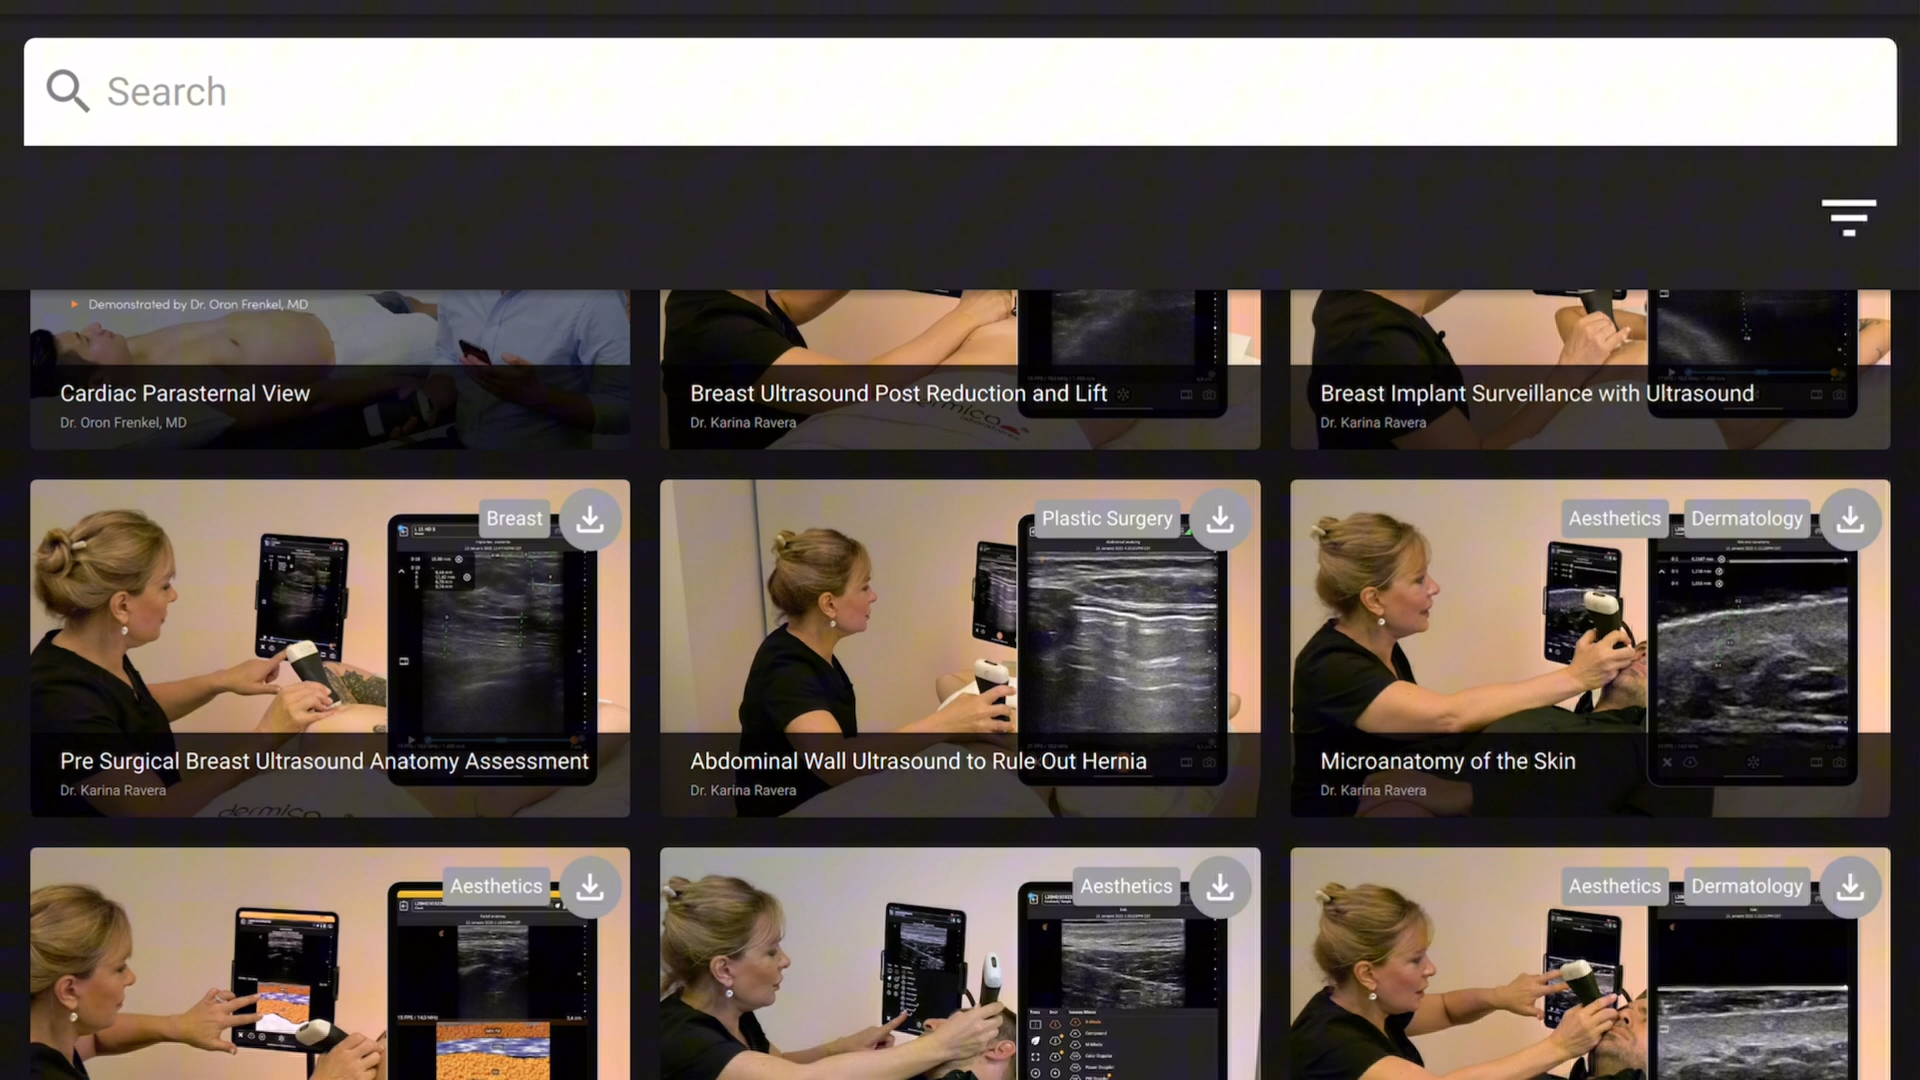 Search
Demonstrated by Dr. Oron Frenkel, MD
Cardiac Parasternal View
Dr. Oron Frenkel, MD
Breast Ultrasound Post Reduction and Lift
Dr. Karina Ravera
Breast Implant Surveillance with Ultrasound
Dr. Karina Ravera
Breast
Pre Surgical Breast Ultrasound Anatomy Assessment
Dr. Karina Ravera
dermica
Plastic Surgery
Abdominal Wall Ultrasound to Rule Out Hernia
Dr. Karina Ravera
Aesthetics
Dermatology
Microanatomy of the Skin
Dr. Karina Ravera
Aesthetics
Aesthetics
Aesthetics
Dermatology